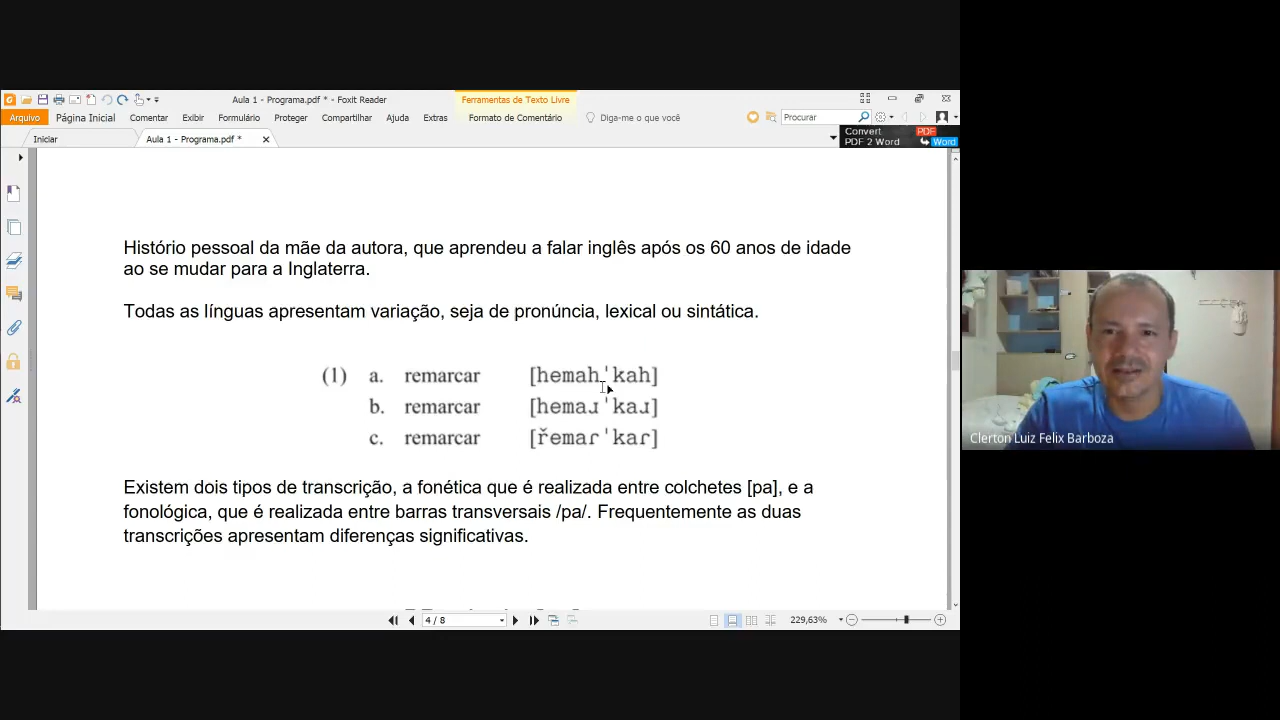 Aula 1 - Programa.pdf * - Foxit Reader
Ferramentas de Texto Livre
Arquivo Página Inicial Comentar Exibir Formulário Proteger Compartilhar Ajuda Extras Formato de Comentário Diga-me o que você Procurar
Iniciar Aula 1 - Programa.pdf *
Convert PDF
PDF 2 Word Word
Histório pessoal da mãe da autora, que aprendeu a falar inglês após os 60 anos de idade
ao se mudar para a Inglaterra.
Todas as línguas apresentam variação, seja de pronúncia, lexical ou sintática.
(1) a. remarcar [hemahˈkah]
b. remarcar [hemaɹˈkaɹ]
c. remarcar [řemaɾˈkaɾ]
Existem dois tipos de transcrição, a fonética que é realizada entre colchetes [pa], e a
fonológica, que é realizada entre barras transversais /pa/. Frequentemente as duas
transcrições apresentam diferenças significativas.
4 / 8
229,63%
Clerton Luiz Felix Barboza